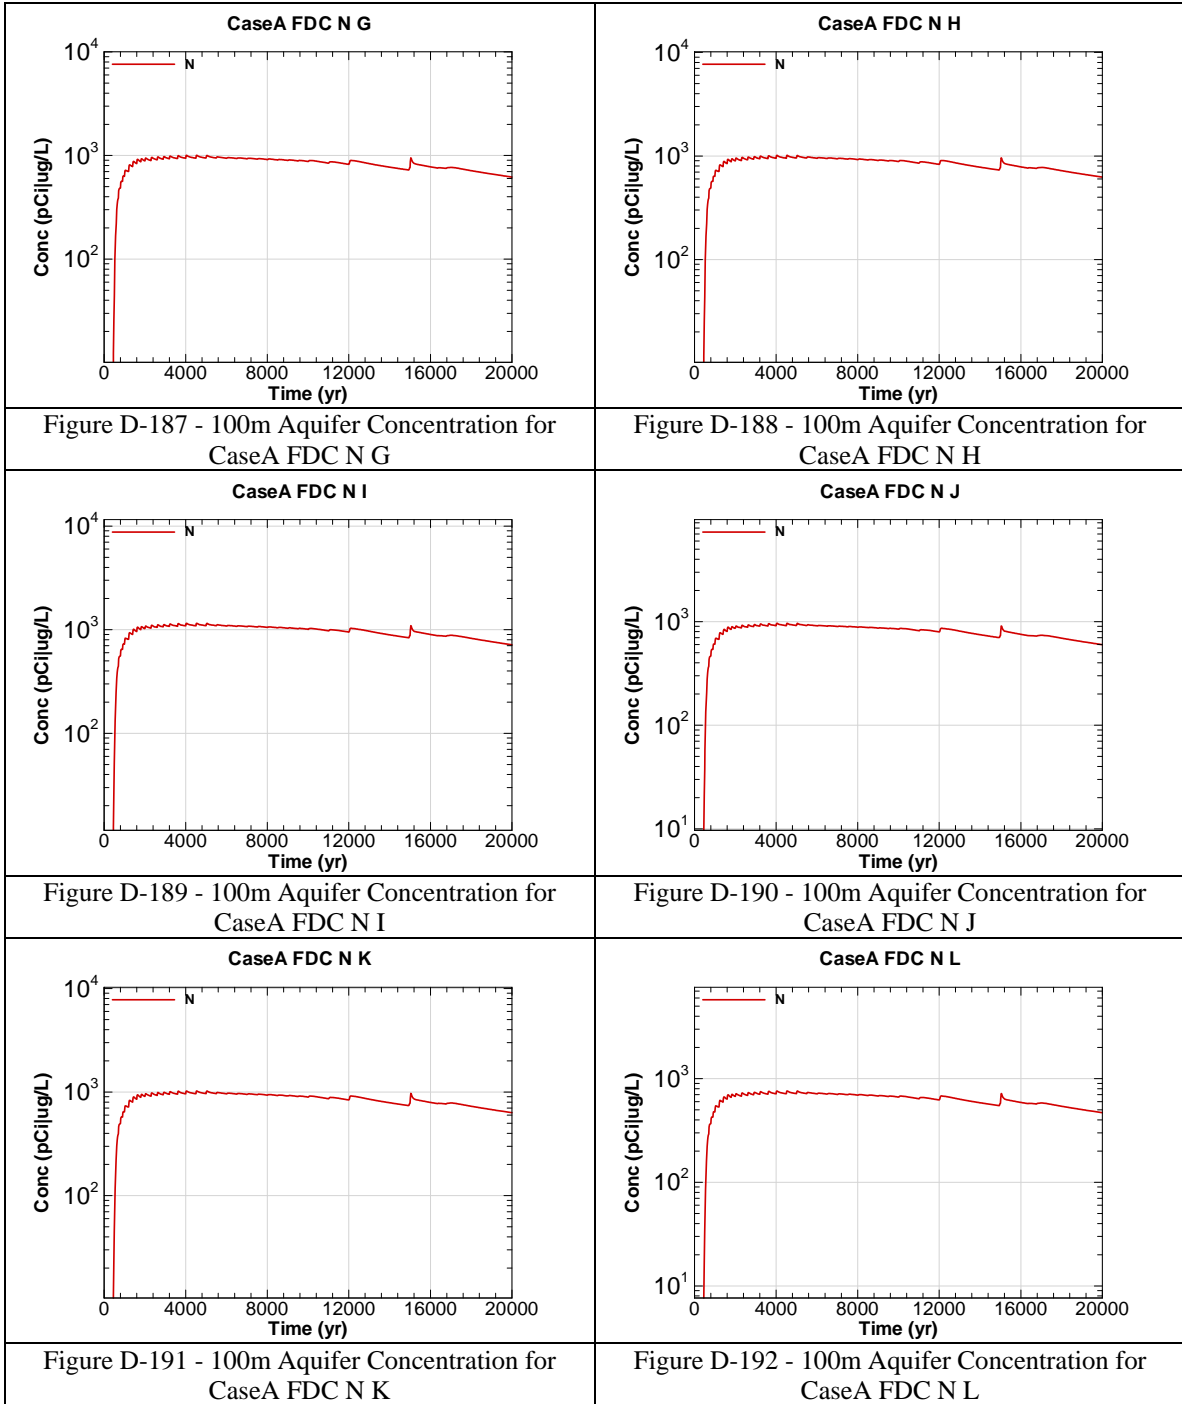 CaseA FDC N G
10^4
N
10^3
10^2
Conc (pCi|ug/L)
0 4000 8000 12000 16000 20000
Time (yr)
Figure D-187 - 100m Aquifer Concentration for
CaseA FDC N G
CaseA FDC N H
10^4
N
10^3
10^2
Conc (pCi|ug/L)
0 4000 8000 12000 16000 20000
Time (yr)
Figure D-188 - 100m Aquifer Concentration for
CaseA FDC N H
CaseA FDC N I
10^4
N
10^3
10^2
Conc (pCi|ug/L)
0 4000 8000 12000 16000 20000
Time (yr)
Figure D-189 - 100m Aquifer Concentration for
CaseA FDC N I
CaseA FDC N J
N
10^3
10^2
10^1
Conc (pCi|ug/L)
0 4000 8000 12000 16000 20000
Time (yr)
Figure D-190 - 100m Aquifer Concentration for
CaseA FDC N J
CaseA FDC N K
10^4
N
10^3
10^2
Conc (pCi|ug/L)
0 4000 8000 12000 16000 20000
Time (yr)
Figure D-191 - 100m Aquifer Concentration for
CaseA FDC N K
CaseA FDC N L
N
10^3
10^2
10^1
Conc (pCi|ug/L)
0 4000 8000 12000 16000 20000
Time (yr)
Figure D-192 - 100m Aquifer Concentration for
CaseA FDC N L